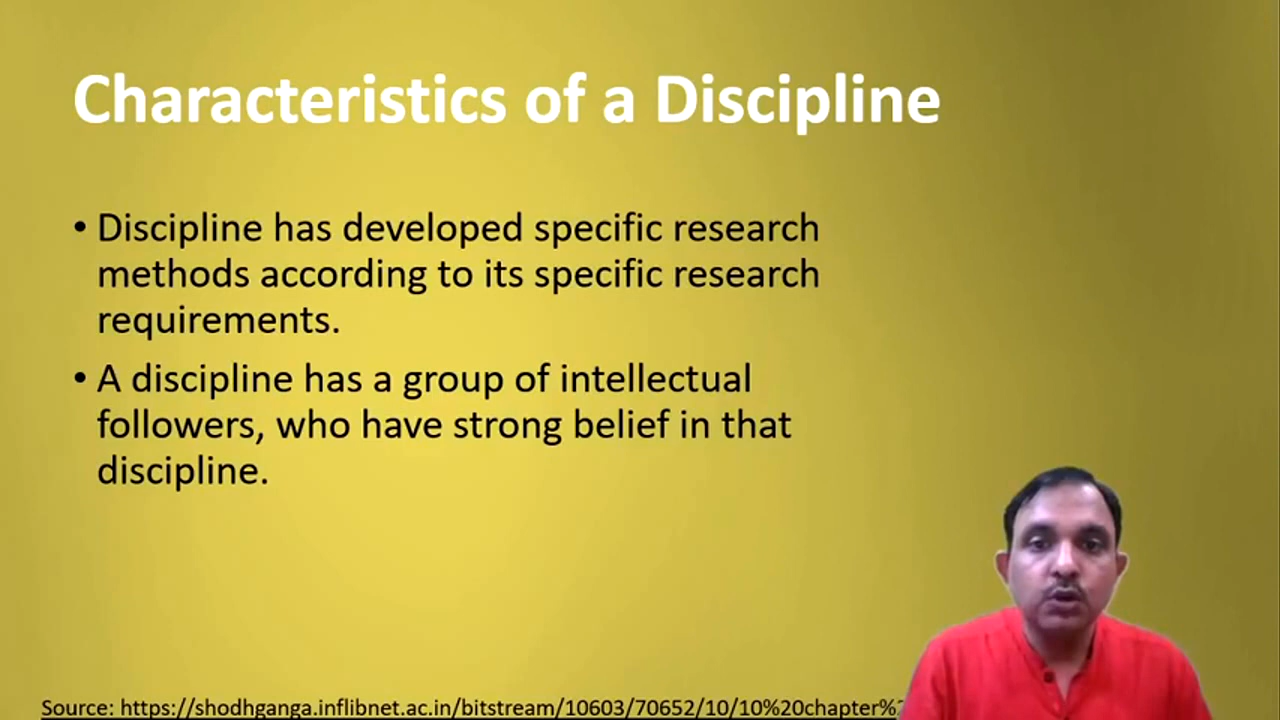 Characteristics of a Discipline
• Discipline has developed specific research
methods according to its specific research
requirements.
• A discipline has a group of intellectual
followers, who have strong belief in that
discipline.
Source: https://shodhganga.inflibnet.ac.in/bitstream/10603/70652/10/10%20chapter%